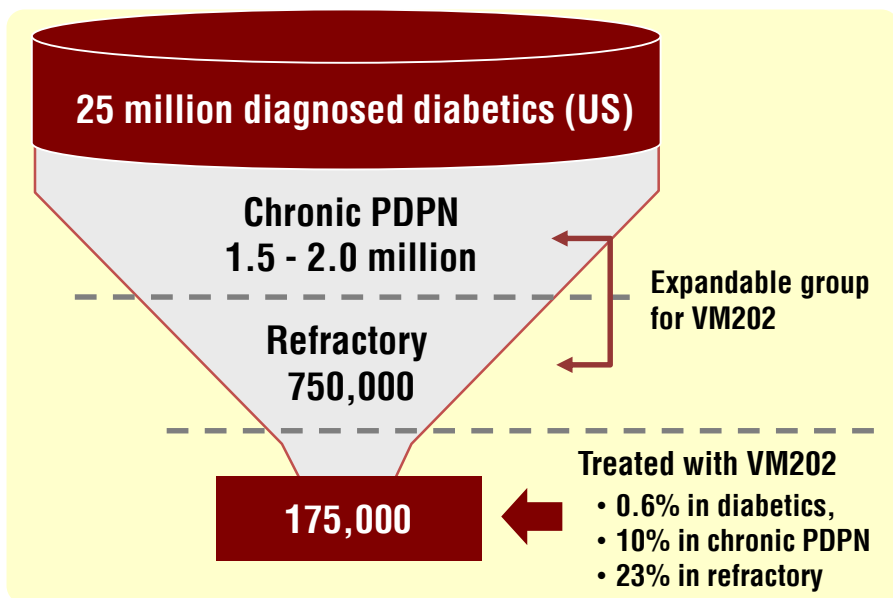 25 million diagnosed diabetics (US)
Chronic PDPN
1.5 - 2.0 million
Expandable group
for VM202
Refractory
750,000
Treated with VM202
• 0.6% in diabetics,
• 10% in chronic PDPN
• 23% in refractory
175,000